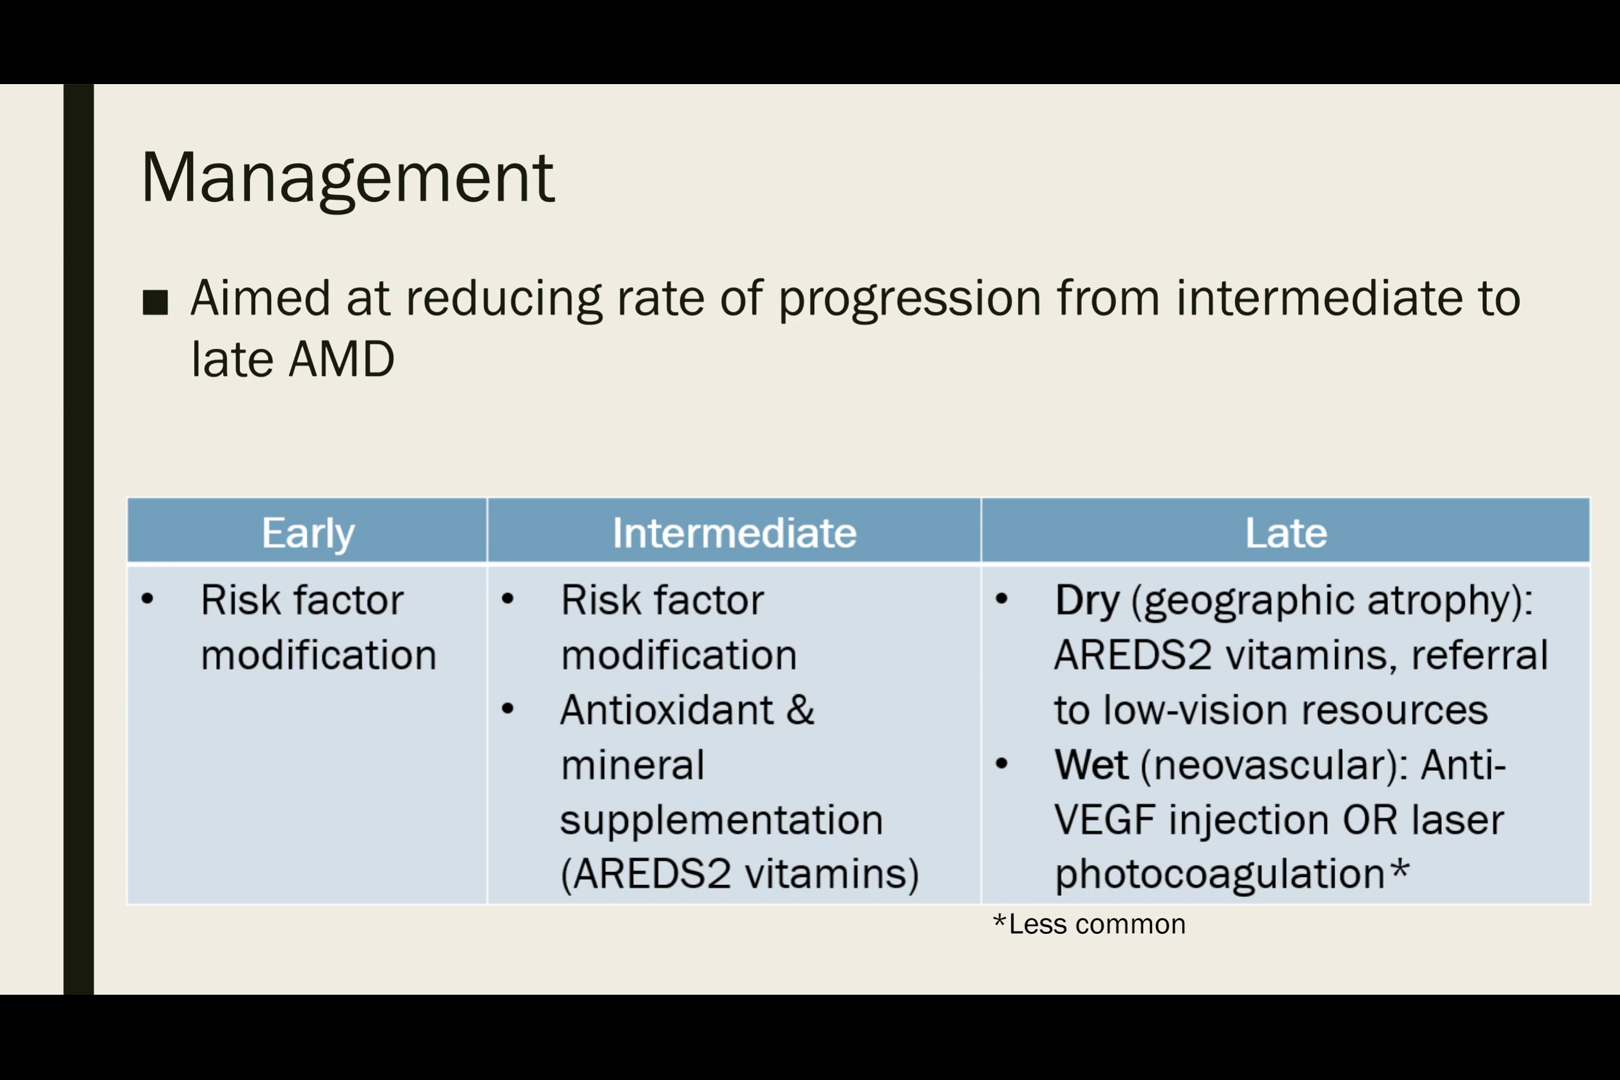 Management
■ Aimed at reducing rate of progression from intermediate to
late AMD
Early
• Risk factor
modification
Intermediate
• Risk factor
modification
• Antioxidant &
mineral
supplementation
(AREDS2 vitamins)
Late
• Dry (geographic atrophy):
AREDS2 vitamins, referral
to low-vision resources
• Wet (neovascular): Anti-
VEGF injection OR laser
photocoagulation*
*Less common